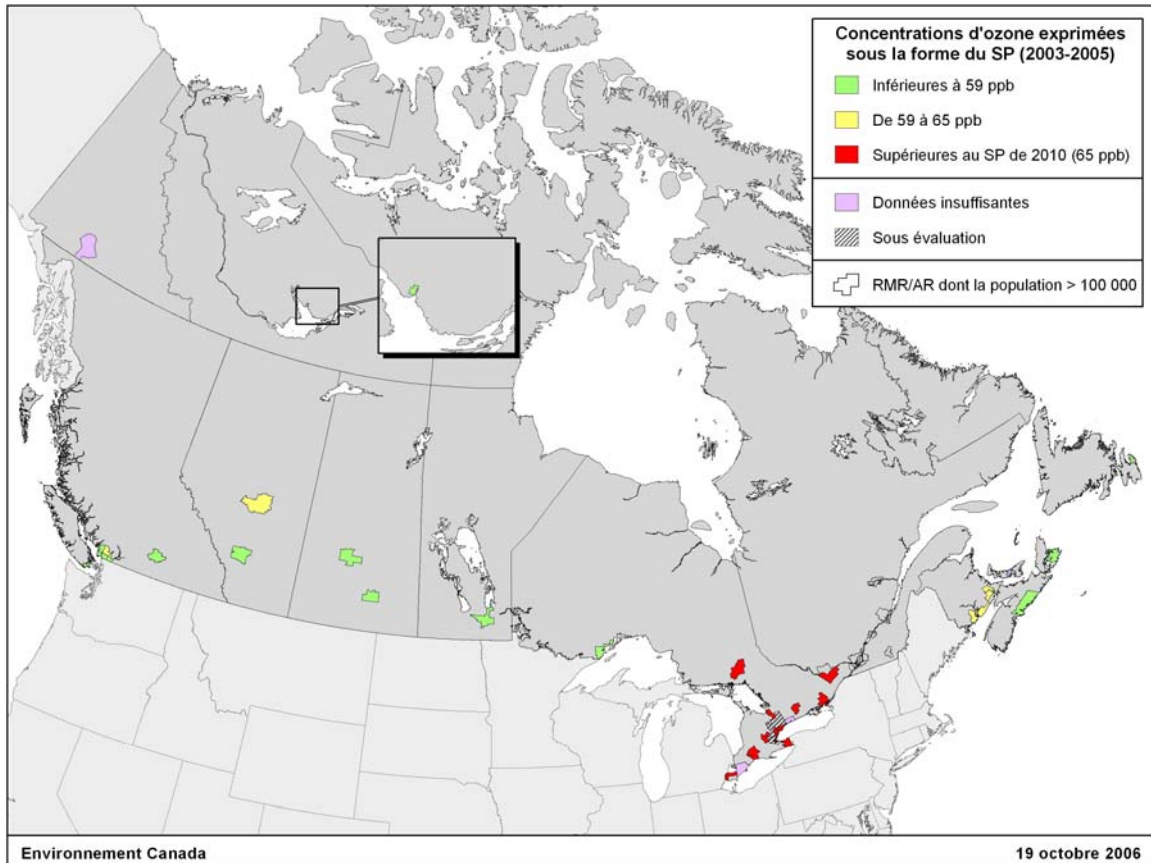 Concentrations d'ozone exprimées
sous la forme du SP (2003-2005)
Inférieures à 59 ppb
De 59 à 65 ppb
Supérieures au SP de 2010 (65 ppb)
Données insuffisantes
Sous évaluation
RMR/AR dont la population > 100 000
Environnement Canada
19 octobre 2006